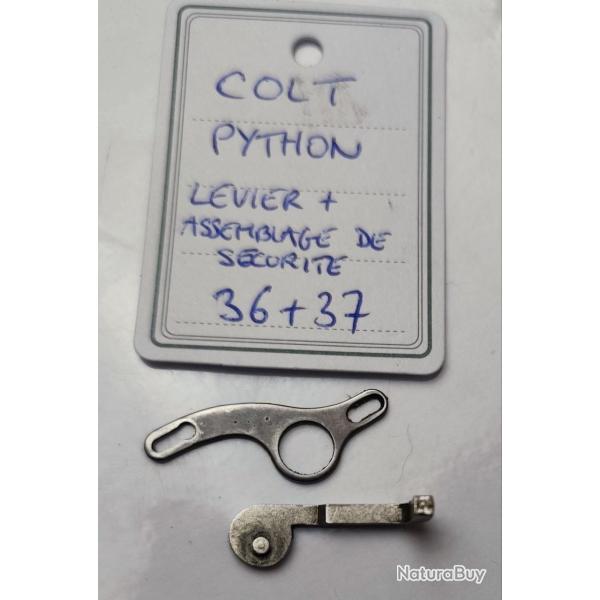 COLT
PYTHON
LEVIER +
ASSEMBLAGE DE
SECURITE
36+37
NaturaBuy